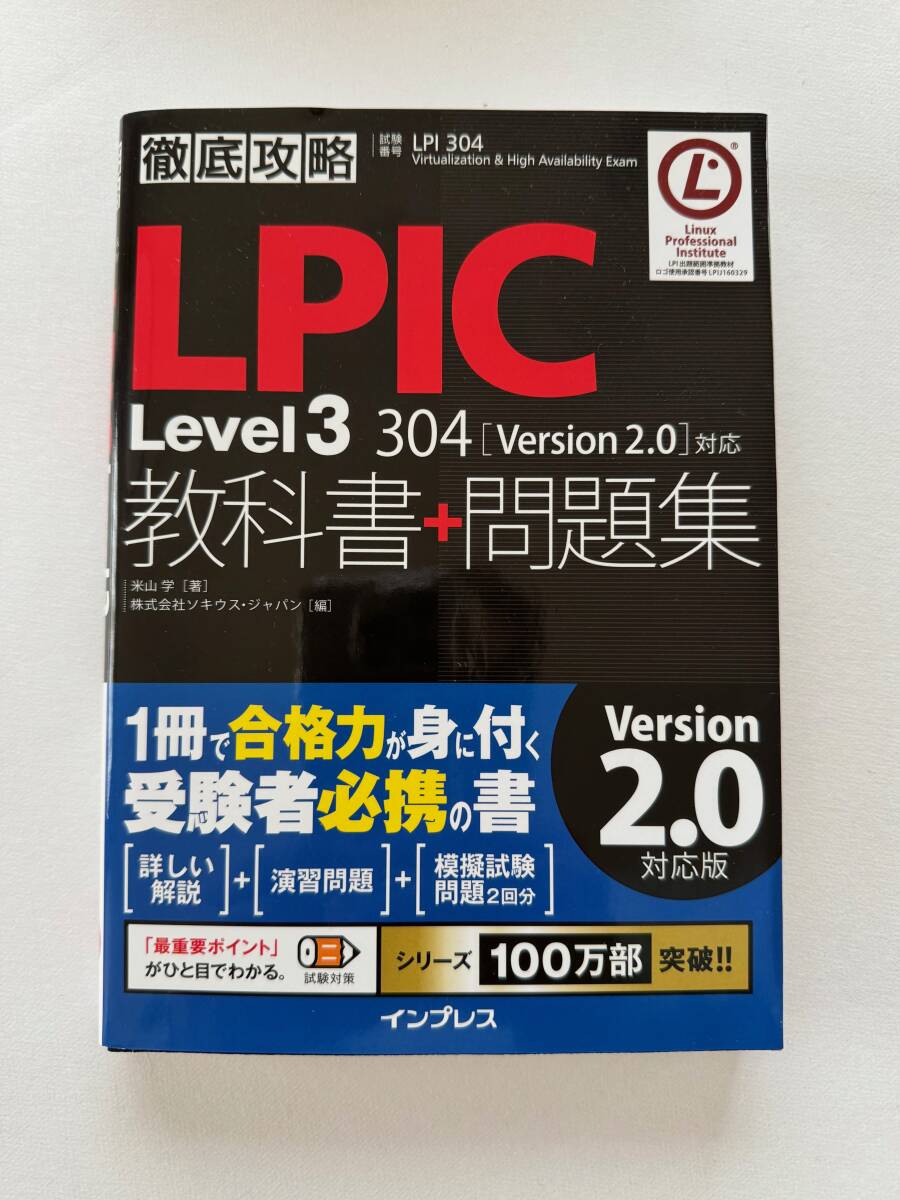 徹底攻略
試験番号 LPI 304
Virtualization & High Availability Exam
Linux
Professional
Institute
LPI出題範囲準拠教材
ロゴ使用承認番号 LPIJ160329
LPIC
Level3 304 [Version 2.0] 対応
教科書+問題集
米山 学 [著]
株式会社ソキウス・ジャパン [編]
1冊で合格力が身に付く
受験者必携の書
Version
2.0
対応版
[詳しい解説] + [演習問題] + [模擬試験問題2回分]
「最重要ポイント」
がひと目でわかる。
試験対策
シリーズ 100万部 突破!!
インプレス